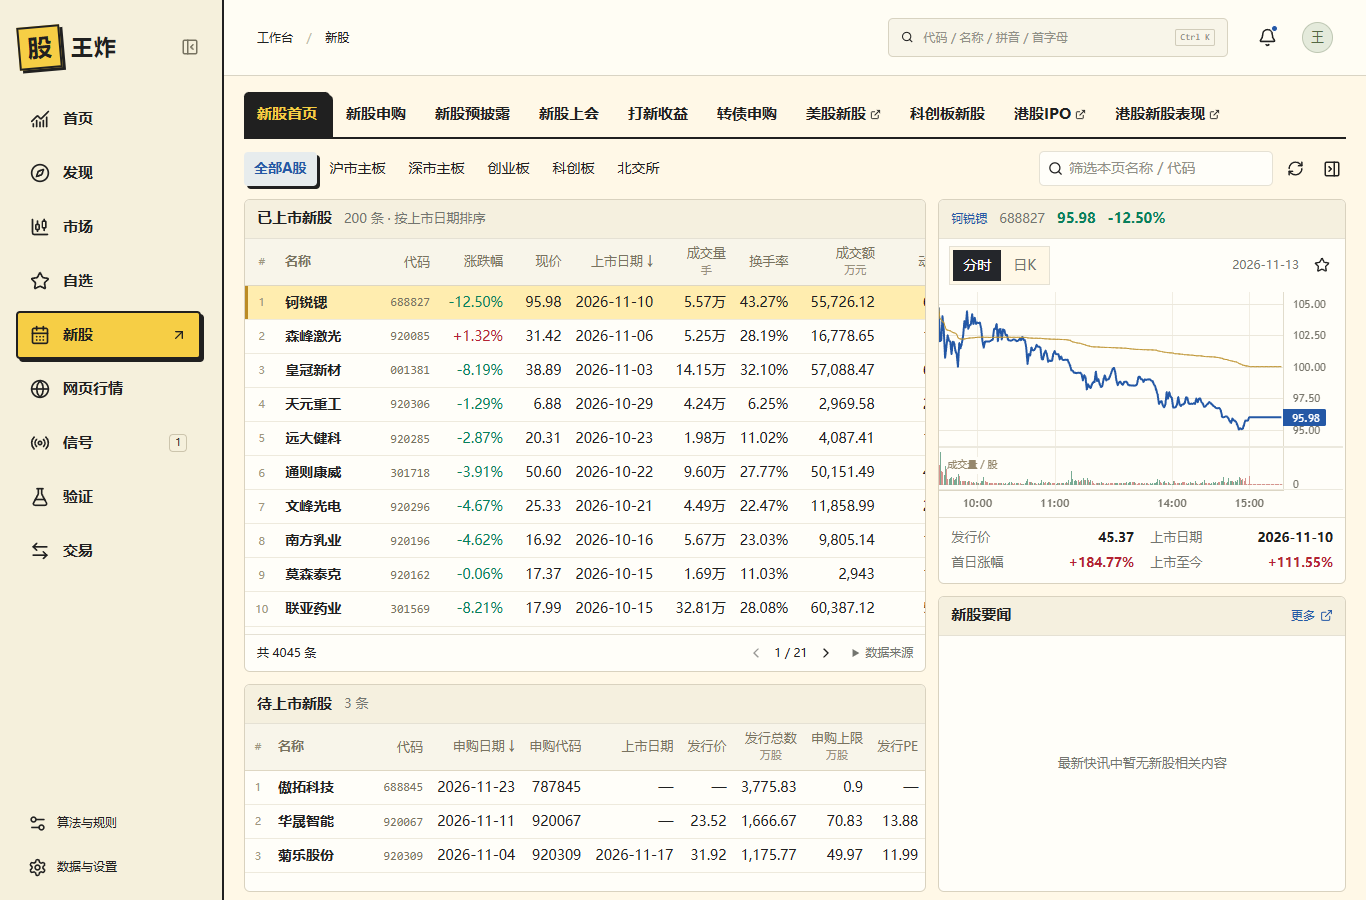 股 王炸
首页
发现
市场
自选
新股
网页行情
信号 1
验证
交易
算法与规则
数据与设置
工作台 / 新股
代码 / 名称 / 拼音 / 首字母 Ctrl K
王
新股首页 新股申购 新股预披露 新股上会 打新收益 转债申购 美股新股 科创板新股 港股IPO 港股新股表现
全部A股 沪市主板 深市主板 创业板 科创板 北交所
筛选本页名称 / 代码
已上市新股 200 条 · 按上市日期排序
# 名称 代码 涨跌幅 现价 上市日期↓ 成交量 手 换手率 成交额 万元
1 钶锐锶 688827 -12.50% 95.98 2026-11-10 5.57万 43.27% 55,726.12
2 森峰激光 920085 +1.32% 31.42 2026-11-06 5.25万 28.19% 16,778.65
3 皇冠新材 001381 -8.19% 38.89 2026-11-03 14.15万 32.10% 57,088.47
4 天元重工 920306 -1.29% 6.88 2026-10-29 4.24万 6.25% 2,969.58
5 远大健科 920285 -2.87% 20.31 2026-10-23 1.98万 11.02% 4,087.41
6 通则康威 301718 -3.91% 50.60 2026-10-22 9.60万 27.77% 50,151.49
7 文峰光电 920296 -4.67% 25.33 2026-10-21 4.49万 22.47% 11,858.99
8 南方乳业 920196 -4.62% 16.92 2026-10-16 5.67万 23.03% 9,805.14
9 莫森泰克 920162 -0.06% 17.37 2026-10-15 1.69万 11.03% 2,943
10 联亚药业 301569 -8.21% 17.99 2026-10-15 32.81万 28.08% 60,387.12
共 4045 条 1 / 21 数据来源
待上市新股 3 条
# 名称 代码 申购日期↓ 申购代码 上市日期 发行价 发行总数 万股 申购上限 万股 发行PE
1 傲拓科技 688845 2026-11-23 787845 — — 3,775.83 0.9 —
2 华晟智能 920067 2026-11-11 920067 — 23.52 1,666.67 70.83 13.88
3 菊乐股份 920309 2026-11-04 920309 2026-11-17 31.92 1,175.77 49.97 11.99
钶锐锶 688827 95.98 -12.50%
分时 日K 2026-11-13
105.00
102.50
100.00
97.50
95.98
95.00
成交量 / 股
0
10:00 11:00 14:00 15:00
发行价 45.37 上市日期 2026-11-10
首日涨幅 +184.77% 上市至今 +111.55%
新股要闻 更多
最新快讯中暂无新股相关内容